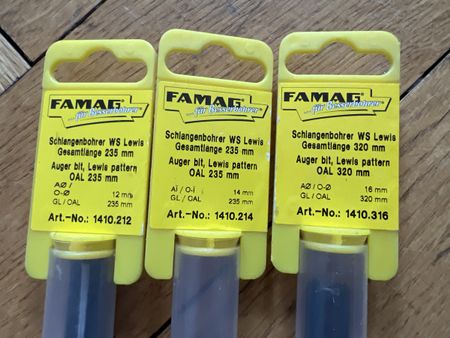 FAMAG®
...für Besserbohrer®
Schlangenbohrer WS Lewis
Gesamtlänge 235 mm
Auger bit, Lewis pattern
OAL 235 mm
AØ /
O-Ø 12 mm
GL / OAL 235 mm
Art.-No.: 1410.212
FAMAG®
...für Besserbohrer®
Schlangenbohrer WS Lewis
Gesamtlänge 235 mm
Auger bit, Lewis pattern
OAL 235 mm
AÏ / O-Ï 14 mm
GL / OAL 235 mm
Art.-No.: 1410.214
FAMAG®
...für Besserbohrer®
Schlangenbohrer WS Lewis
Gesamtlänge 320 mm
Auger bit, Lewis pattern
OAL 320 mm
AØ / O-Ø 16 mm
GL / OAL 320 mm
Art.-No.: 1410.316